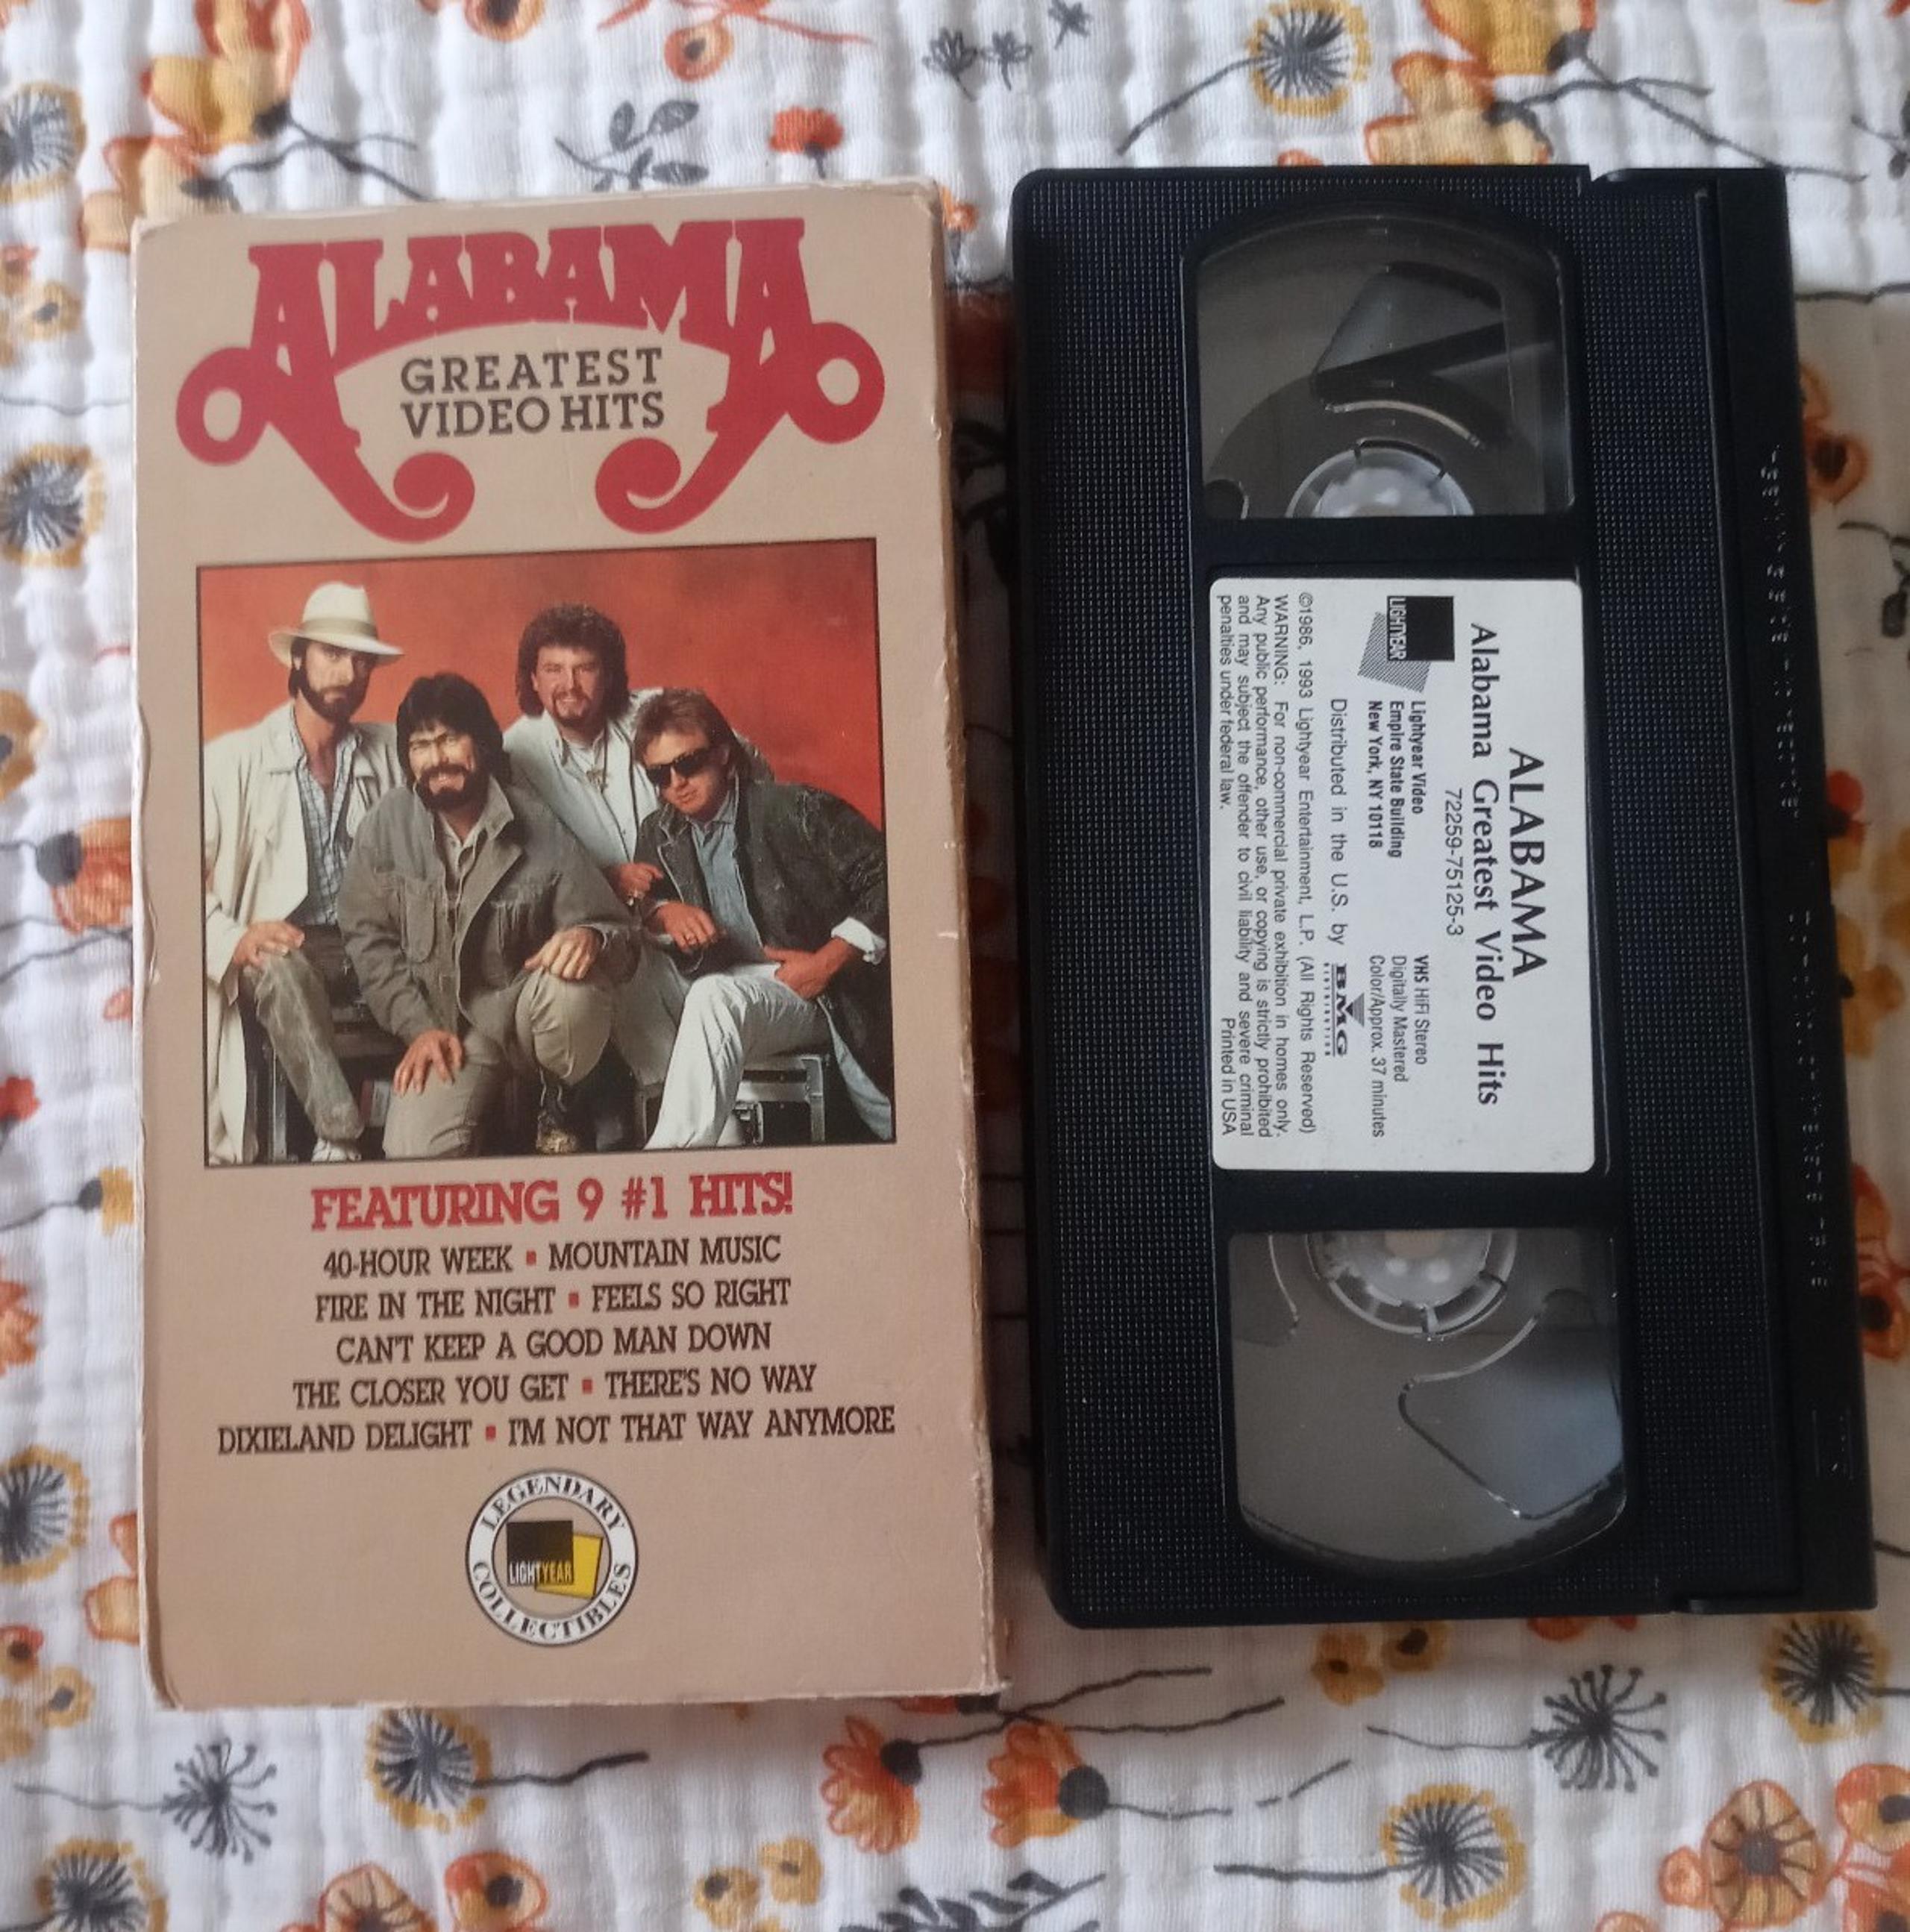 ALABAMA
GREATEST
VIDEO HITS
FEATURING 9 #1 HITS!
40-HOUR WEEK ▪ MOUNTAIN MUSIC
FIRE IN THE NIGHT ▪ FEELS SO RIGHT
CAN'T KEEP A GOOD MAN DOWN
THE CLOSER YOU GET ▪ THERE'S NO WAY
DIXIELAND DELIGHT ▪ I'M NOT THAT WAY ANYMORE
LEGENDARY
LIGHTYEAR
COLLECTIBLES
ALABAMA
Alabama Greatest Video Hits
72259-75125-3
LIGHTYEAR
Lightyear Video
Empire State Building
New York, NY 10118
VHS HiFi Stereo
Digitally Mastered
Color/Approx. 37 minutes
Distributed in the U.S. by BMG
DISTRIBUTION
©1986, 1993 Lightyear Entertainment, L.P. (All Rights Reserved)
WARNING: For non-commercial private exhibition in homes only.
Any public performance, other use, or copying is strictly prohibited
and may subject the offender to civil liability and severe criminal
penalties under federal law. Printed in USA